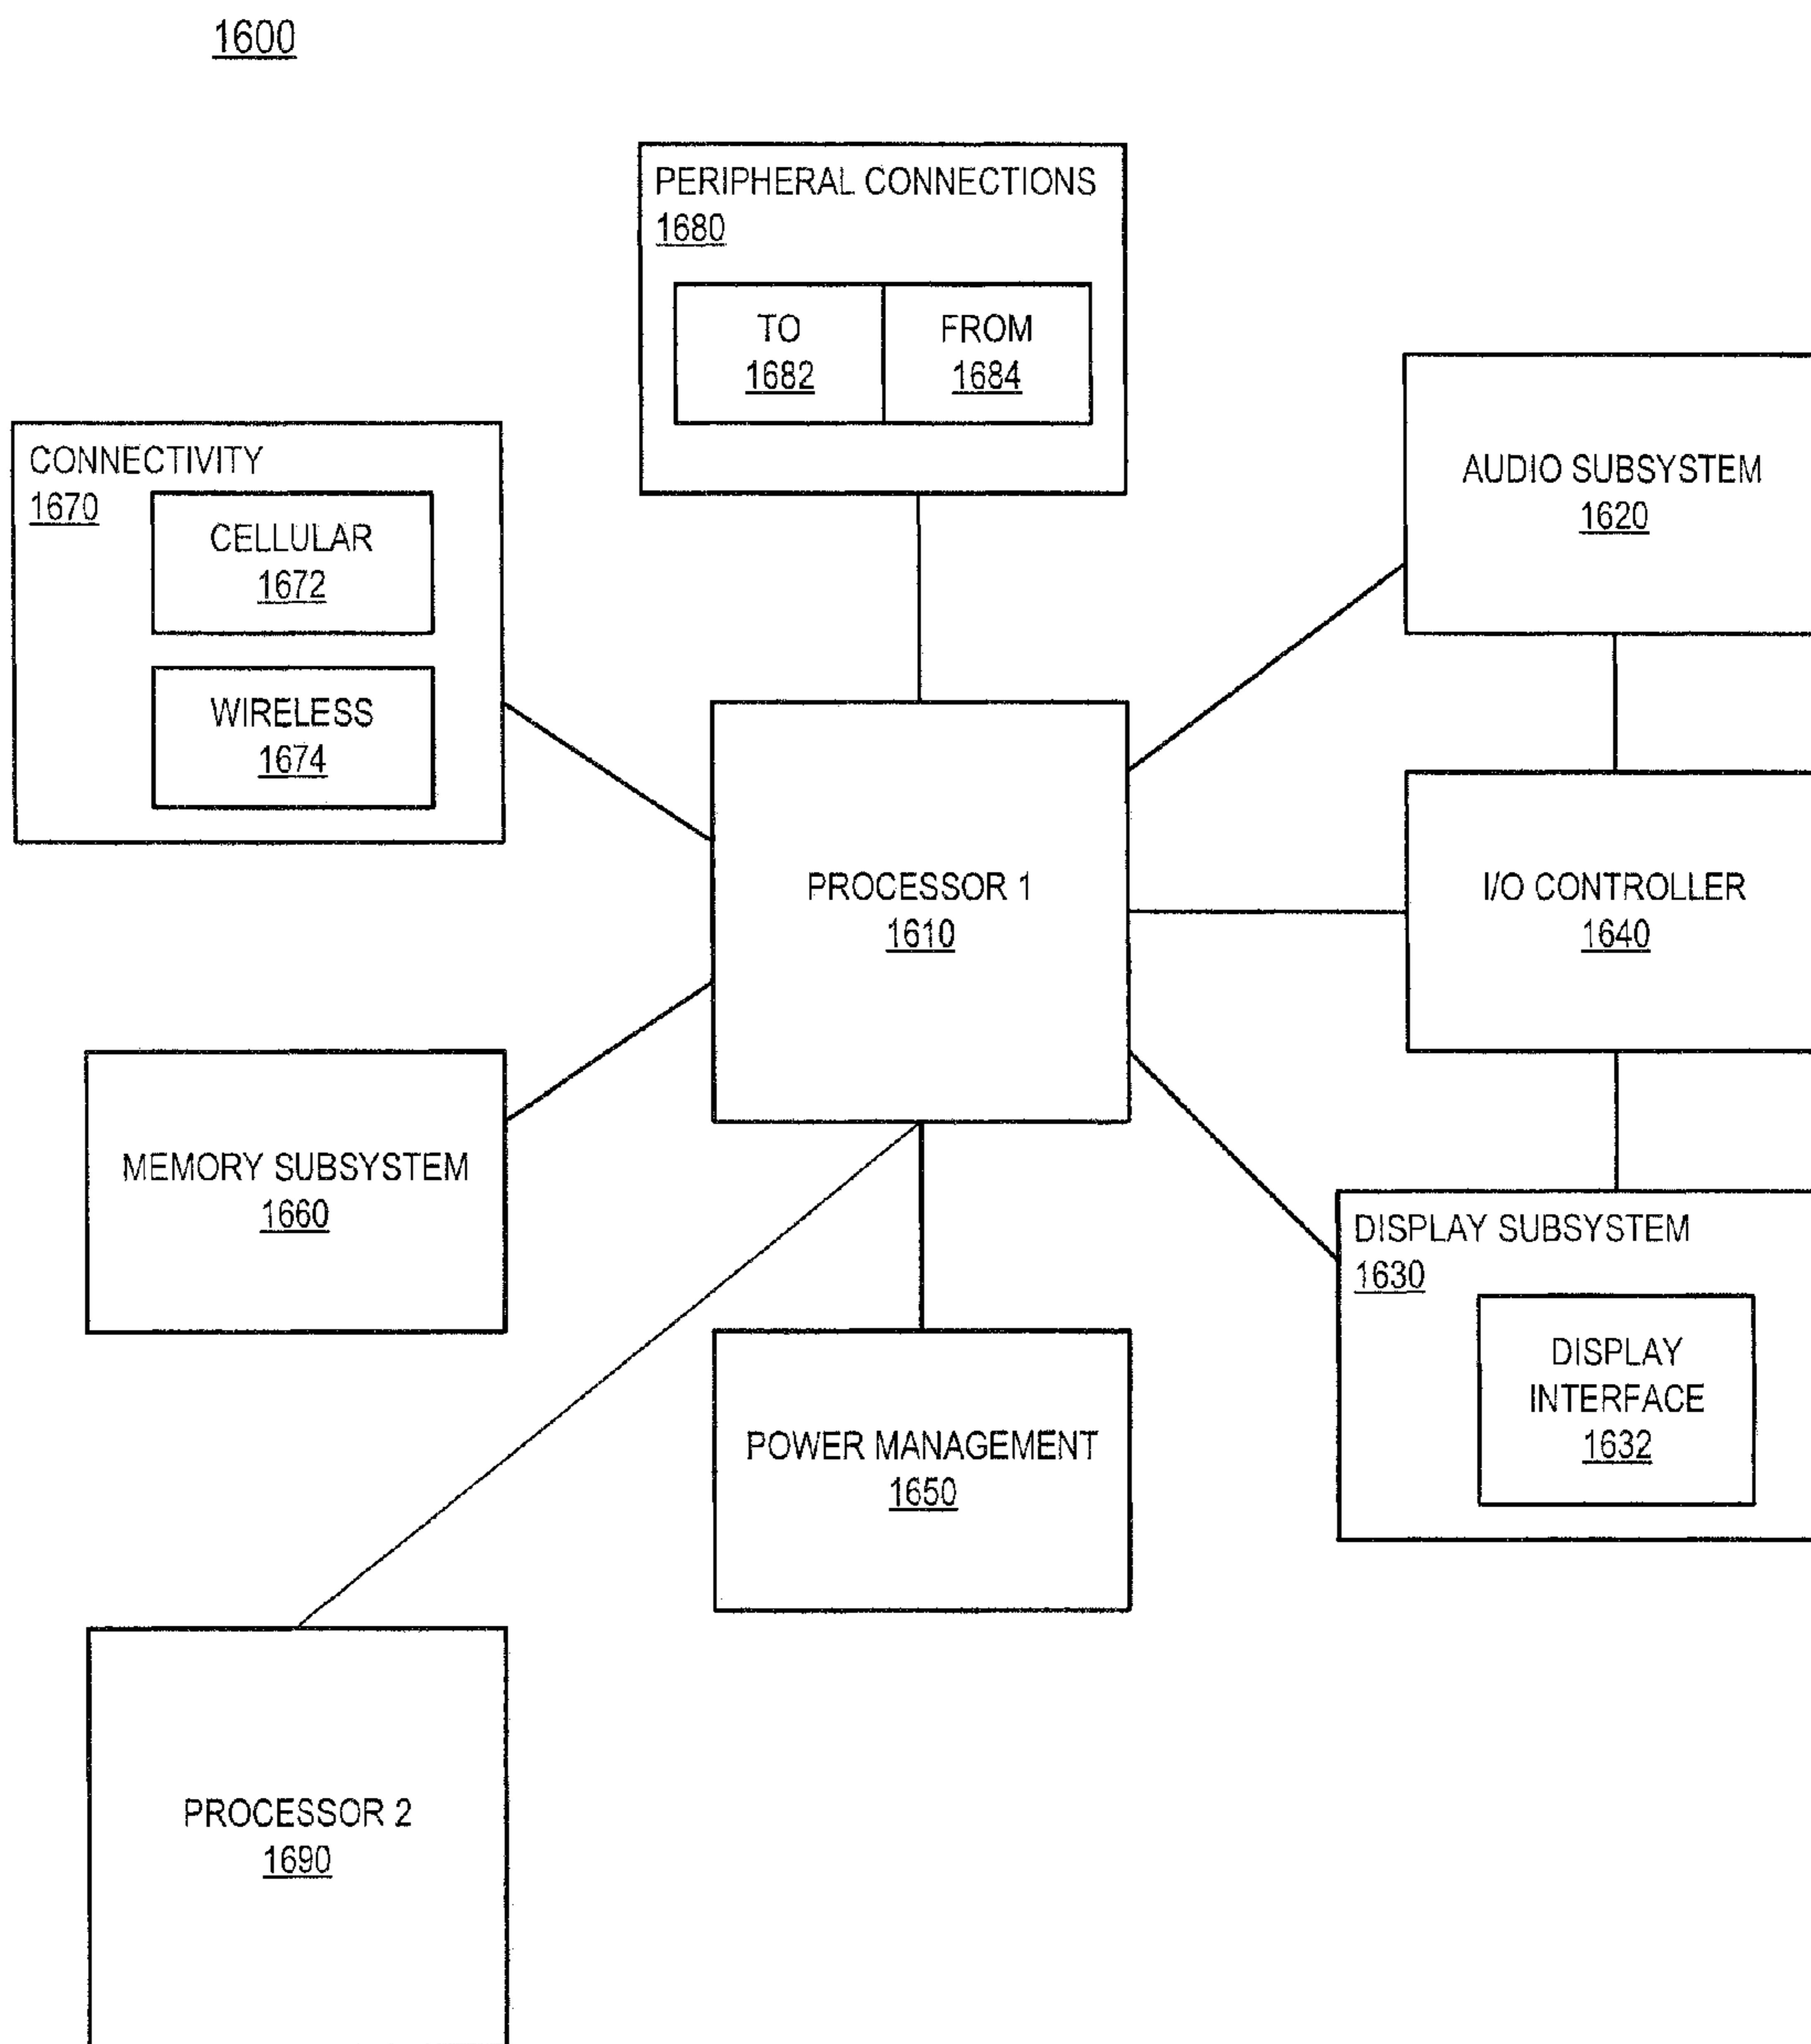 1600
PERIPHERAL CONNECTIONS
1680
TO
1682
FROM
1684
CONNECTIVITY
1670
CELLULAR
1672
WIRELESS
1674
AUDIO SUBSYSTEM
1620
PROCESSOR 1
1610
I/O CONTROLLER
1640
MEMORY SUBSYSTEM
1660
DISPLAY SUBSYSTEM
1630
DISPLAY
INTERFACE
1632
POWER MANAGEMENT
1650
PROCESSOR 2
1690